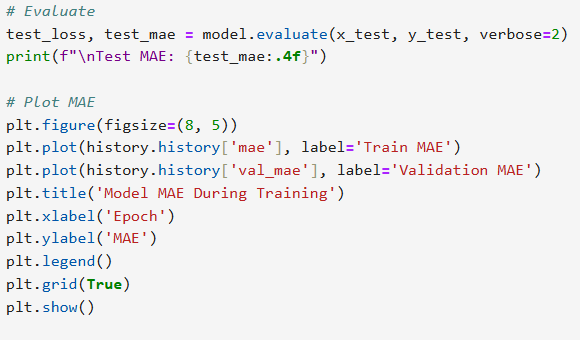 # Evaluate
test_loss, test_mae = model.evaluate(x_test, y_test, verbose=2)
print(f"\nTest MAE: {test_mae:.4f}")

# Plot MAE
plt.figure(figsize=(8, 5))
plt.plot(history.history['mae'], label='Train MAE')
plt.plot(history.history['val_mae'], label='Validation MAE')
plt.title('Model MAE During Training')
plt.xlabel('Epoch')
plt.ylabel('MAE')
plt.legend()
plt.grid(True)
plt.show()